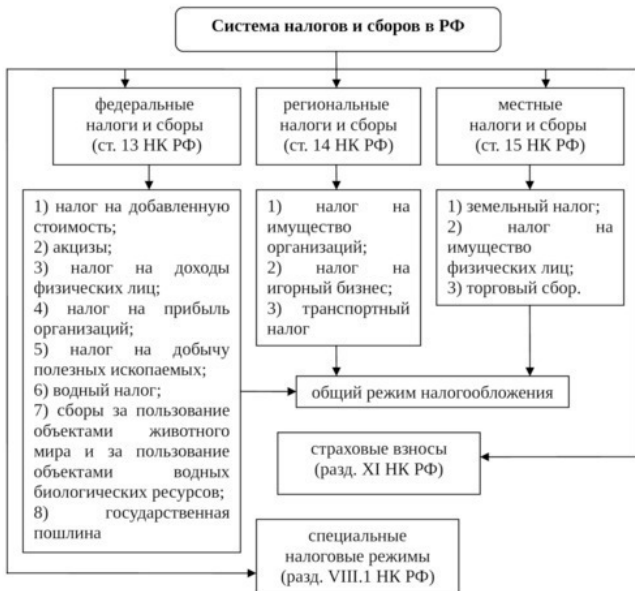 Система налогов и сборов в РФ
федеральные
налоги и сборы
(ст. 13 НК РФ)
региональные
налоги и сборы
(ст. 14 НК РФ)
местные
налоги и сборы
(ст. 15 НК РФ)
1) налог на добавленную
стоимость;
2) акцизы;
3) налог на доходы
физических лиц;
4) налог на прибыль
организаций;
5) налог на добычу
полезных ископаемых;
6) водный налог;
7) сборы за пользование
объектами животного
мира и за пользование
объектами водных
биологических ресурсов;
8) государственная
пошлина
1) налог на
имущество
организаций;
2) налог на
игорный бизнес;
3) транспортный
налог
1) земельный налог;
2) налог на
имущество
физических лиц;
3) торговый сбор.
общий режим налогообложения
страховые взносы
(разд. XI НК РФ)
специальные
налоговые режимы
(разд. VIII.1 НК РФ)